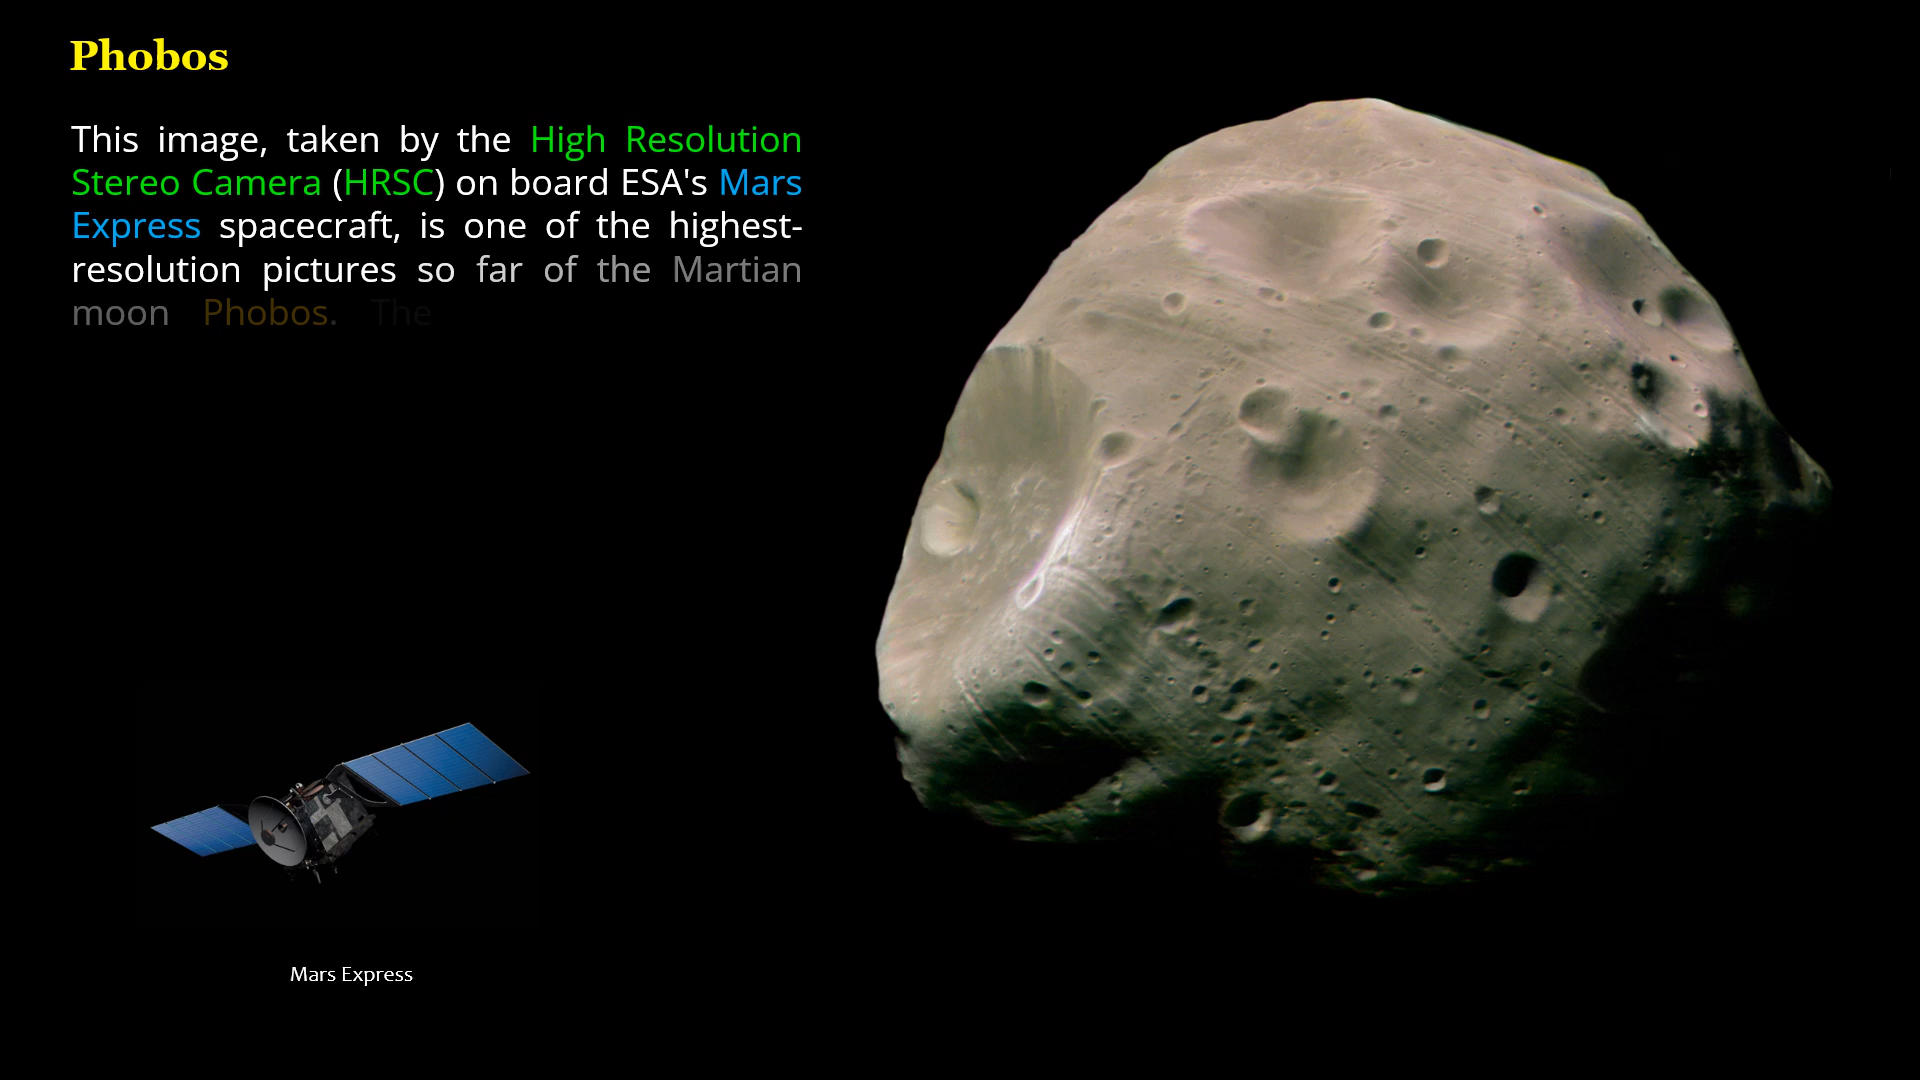 Phobos
This image, taken by the High Resolution
Stereo Camera (HRSC) on board ESA's Mars
Express spacecraft, is one of the highest-
resolution pictures so far of the Martian
moon Phobos. The
Mars Express